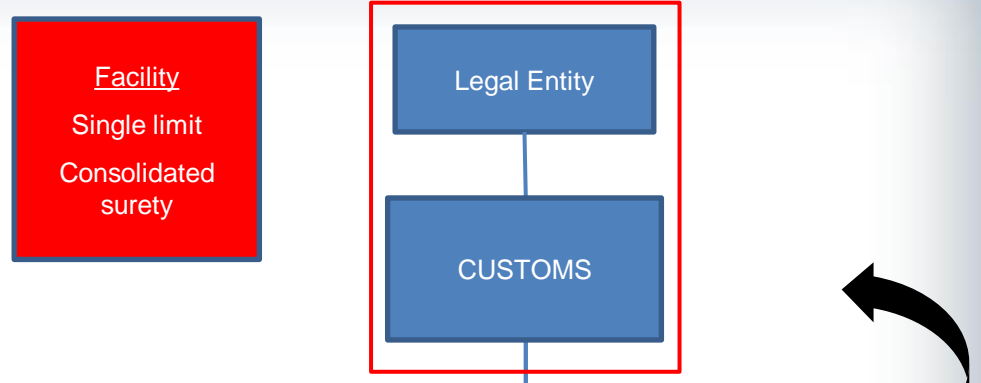 Facility
Single limit
Consolidated
surety
Legal Entity
CUSTOMS